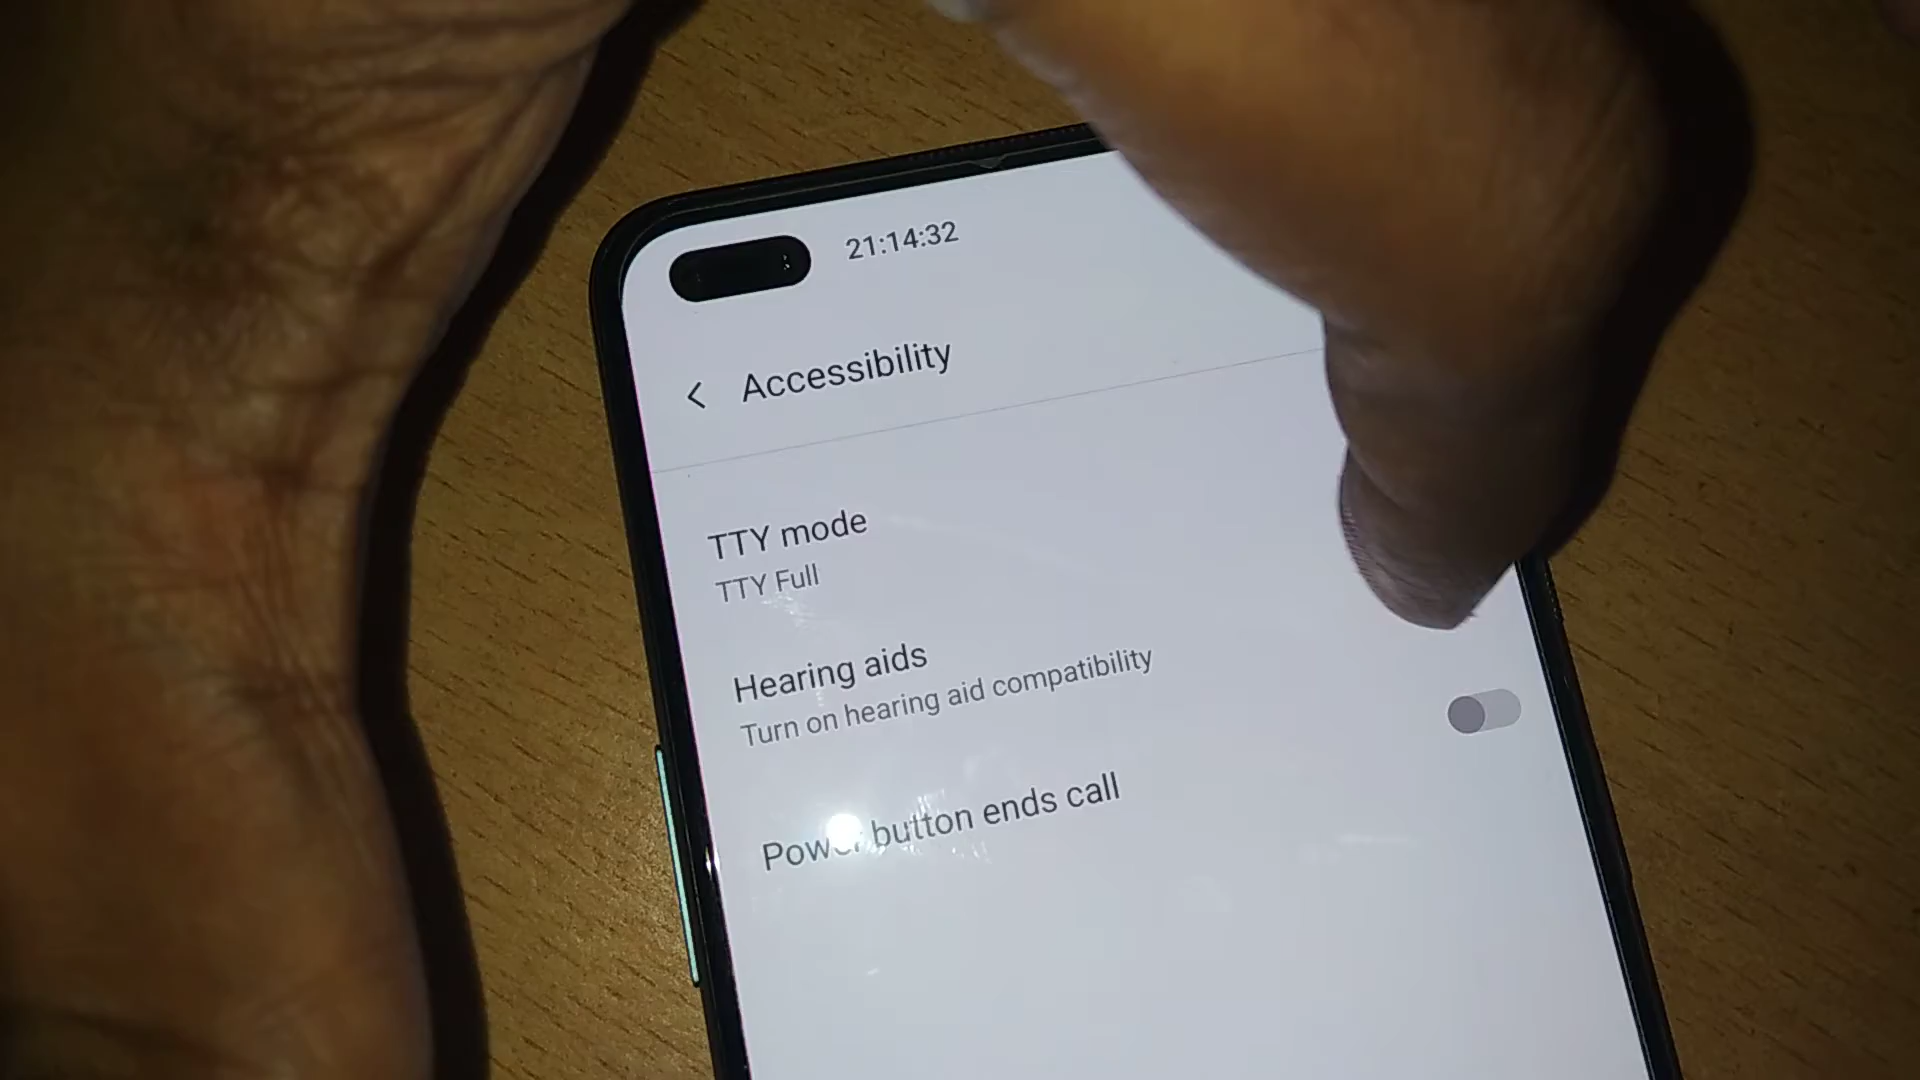 21:14:32
Accessibility
TTY mode
TTY Full
Hearing aids
Turn on hearing aid compatibility
Power button ends call